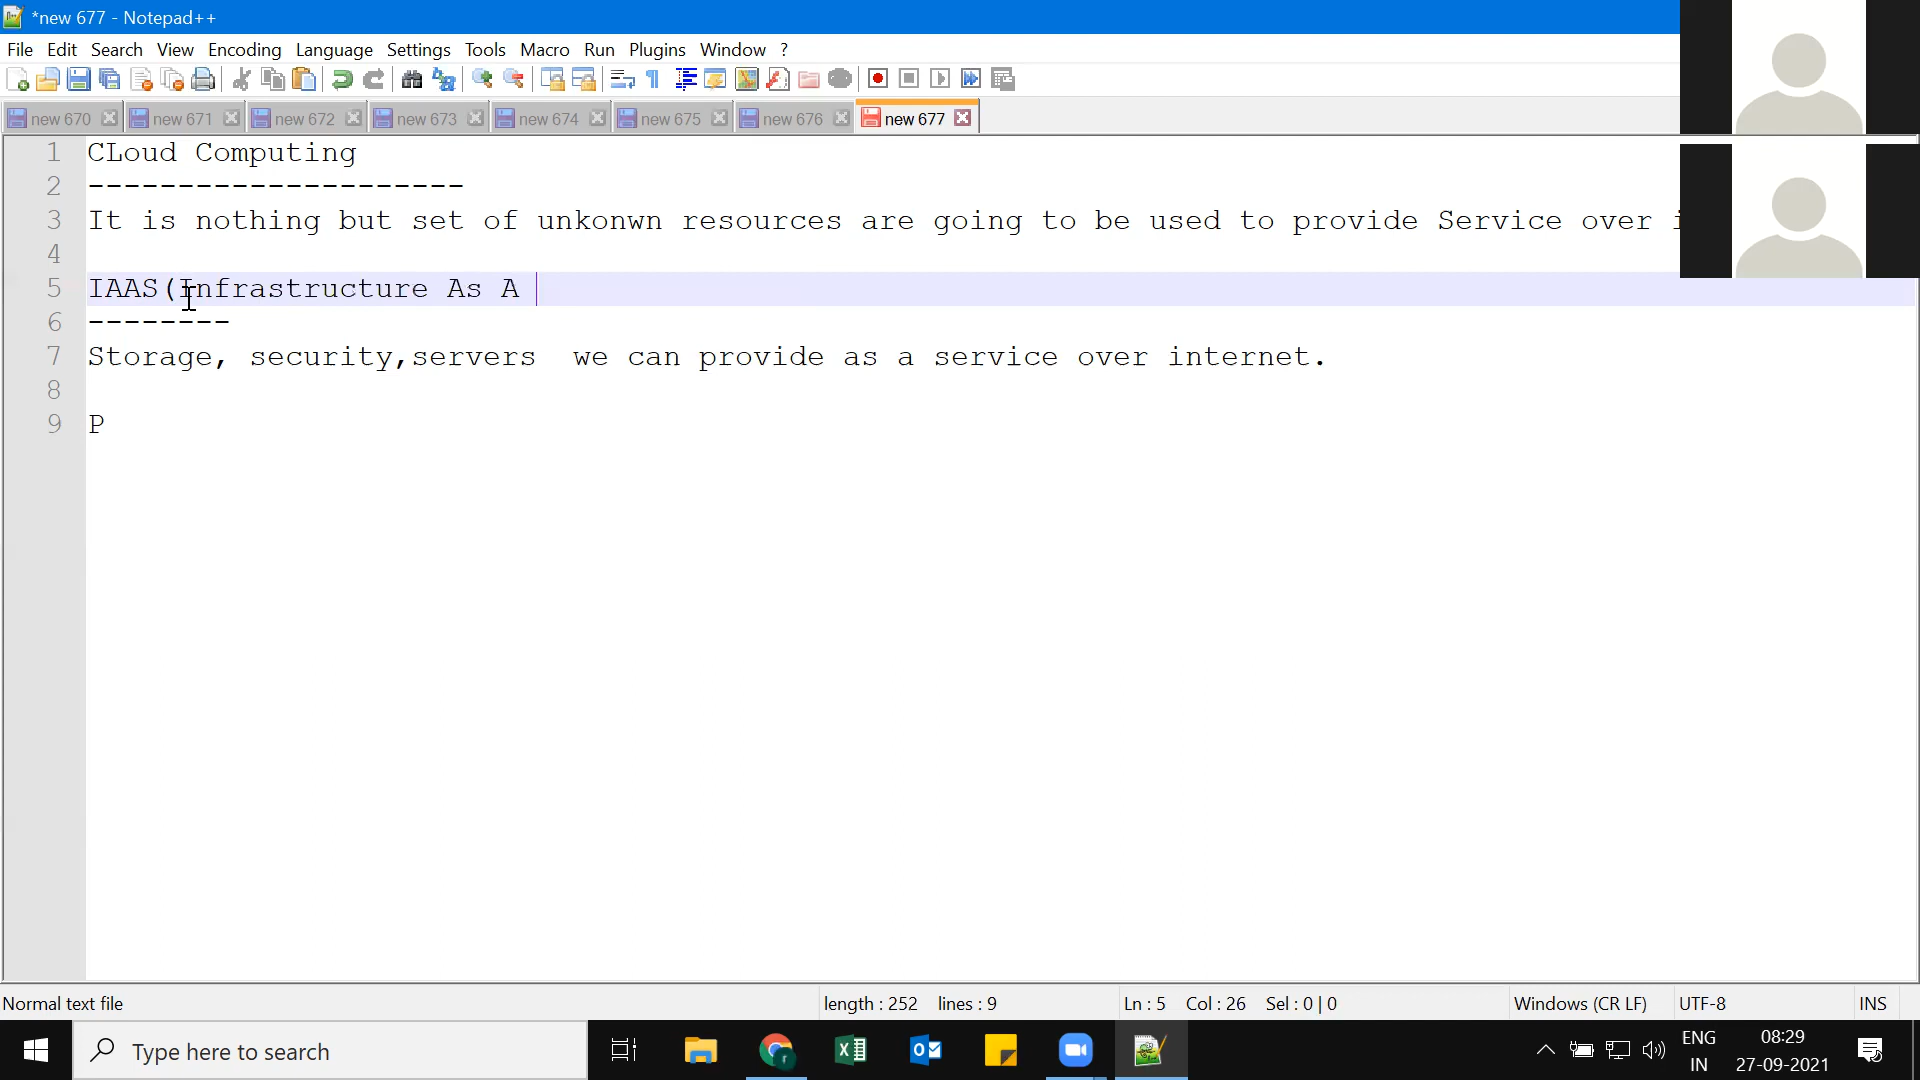 *new 677 - Notepad++
File Edit Search View Encoding Language Settings Tools Macro Run Plugins Window ?
new 670 new 671 new 672 new 673 new 674 new 675 new 676 new 677
1 CLoud Computing
2 ---------------------
3 It is nothing but set of unkonwn resources are going to be used to provide Service over
4
5 IAAS(Infrastructure As A
6 --------
7 Storage, security,servers  we can provide as a service over internet.
8
9 P
Normal text file length : 252 lines : 9 Ln : 5 Col : 26 Sel : 0 | 0 Windows (CR LF) UTF-8 INS
Type here to search
ENG 08:29
IN 27-09-2021